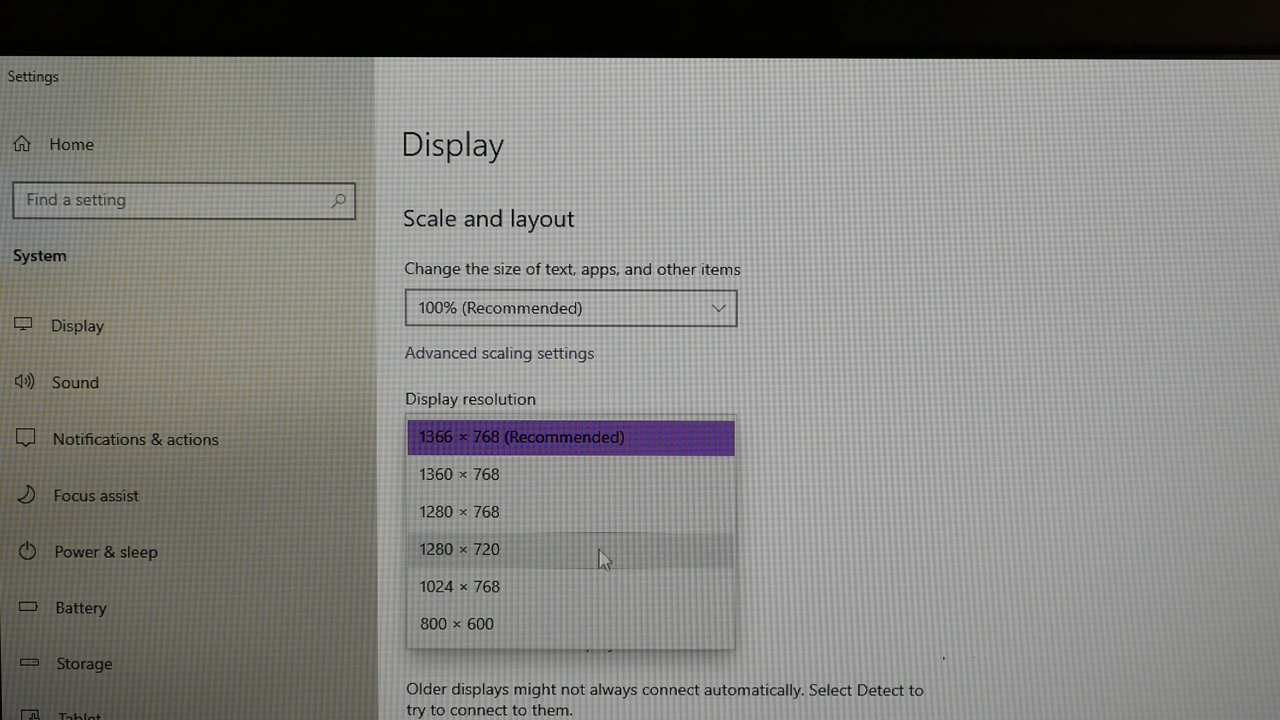 Settings
Home
Find a setting
System
Display
Sound
Notifications & actions
Focus assist
Power & sleep
Battery
Storage
Tablet
Display
Scale and layout
Change the size of text, apps, and other items
100% (Recommended)
Advanced scaling settings
Display resolution
1366 × 768 (Recommended)
1360 × 768
1280 × 768
1280 × 720
1024 × 768
800 × 600
Older displays might not always connect automatically. Select Detect to
try to connect to them.